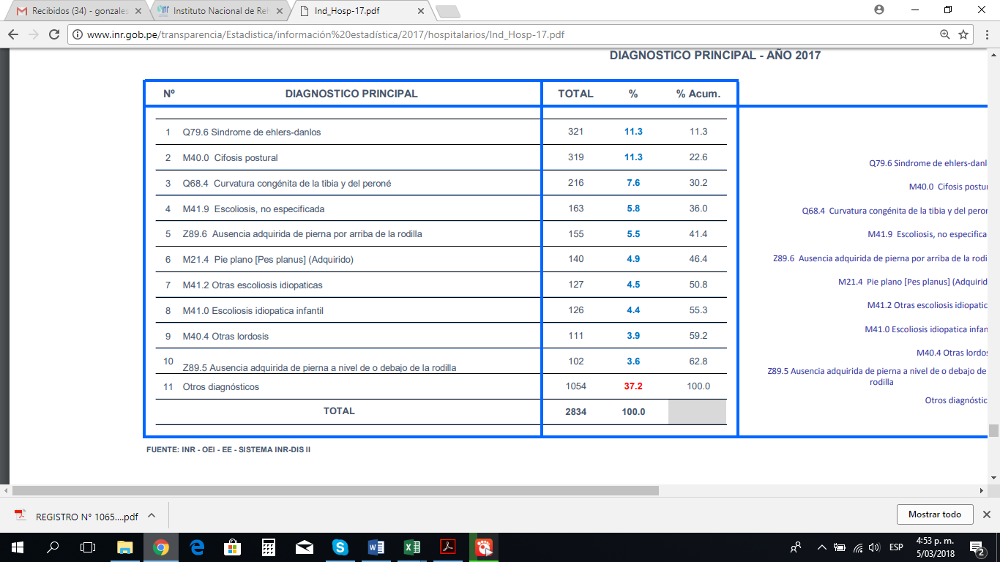 Recibidos (34) - gonzales
Instituto Nacional de Reh
Ind_Hosp-17.pdf
www.inr.gob.pe/transparencia/Estadistica/información%20estadística/2017/hospitalarios/Ind_Hosp-17.pdf
DIAGNOSTICO PRINCIPAL - AÑO 2017
Nº DIAGNOSTICO PRINCIPAL TOTAL % % Acum.
1 Q79.6 Sindrome de ehlers-danlos 321 11.3 11.3
2 M40.0 Cifosis postural 319 11.3 22.6
3 Q68.4 Curvatura congénita de la tibia y del peroné 216 7.6 30.2
4 M41.9 Escoliosis, no especificada 163 5.8 36.0
5 Z89.6 Ausencia adquirida de pierna por arriba de la rodilla 155 5.5 41.4
6 M21.4 Pie plano [Pes planus] (Adquirido) 140 4.9 46.4
7 M41.2 Otras escoliosis idiopaticas 127 4.5 50.8
8 M41.0 Escoliosis idiopatica infantil 126 4.4 55.3
9 M40.4 Otras lordosis 111 3.9 59.2
10 Z89.5 Ausencia adquirida de pierna a nivel de o debajo de la rodilla 102 3.6 62.8
11 Otros diagnósticos 1054 37.2 100.0
TOTAL 2834 100.0
FUENTE: INR - OEI - EE - SISTEMA INR-DIS II
Q79.6 Sindrome de ehlers-danl
M40.0 Cifosis postur
Q68.4 Curvatura congénita de la tibia y del peror
M41.9 Escoliosis, no especifica
Z89.6 Ausencia adquirida de pierna por arriba de la rodi
M21.4 Pie plano [Pes planus] (Adquirid
M41.2 Otras escoliosis idiopatic
M41.0 Escoliosis idiopatica infan
M40.4 Otras lordos
Z89.5 Ausencia adquirida de pierna a nivel de o debajo de
rodilla
Otros diagnóstic
REGISTRO N° 1065....pdf
Mostrar todo
ESP
4:53 p. m.
5/03/2018
2